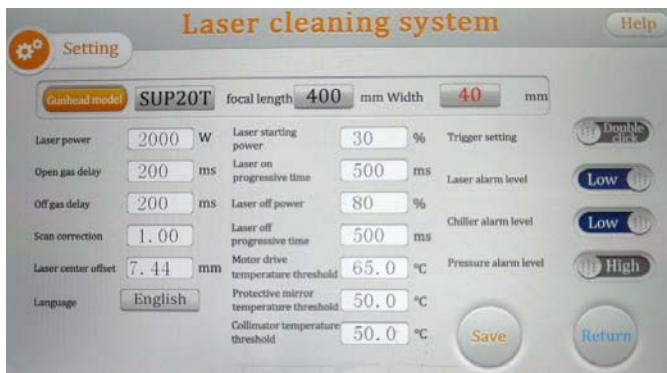 Laser cleaning system
Help
Setting
Gunhead model SUP20T focal length 400 mm Width 40 mm
Laser power 2000 W
Open gas delay 200 ms
Off gas delay 200 ms
Scan correction 1.00
Laser center offset 7.44 mm
Language English
Laser starting
power 30 %
Laser on
progressive time 500 ms
Laser off power 80 %
Laser off
progressive time 500 ms
Motor drive
temperature threshold 65.0 °C
Protective mirror
temperature threshold 50.0 °C
Collimator temperature
threshold 50.0 °C
Trigger setting Double
click
Laser alarm level Low
Chiller alarm level Low
Pressure alarm level High
Save
Return